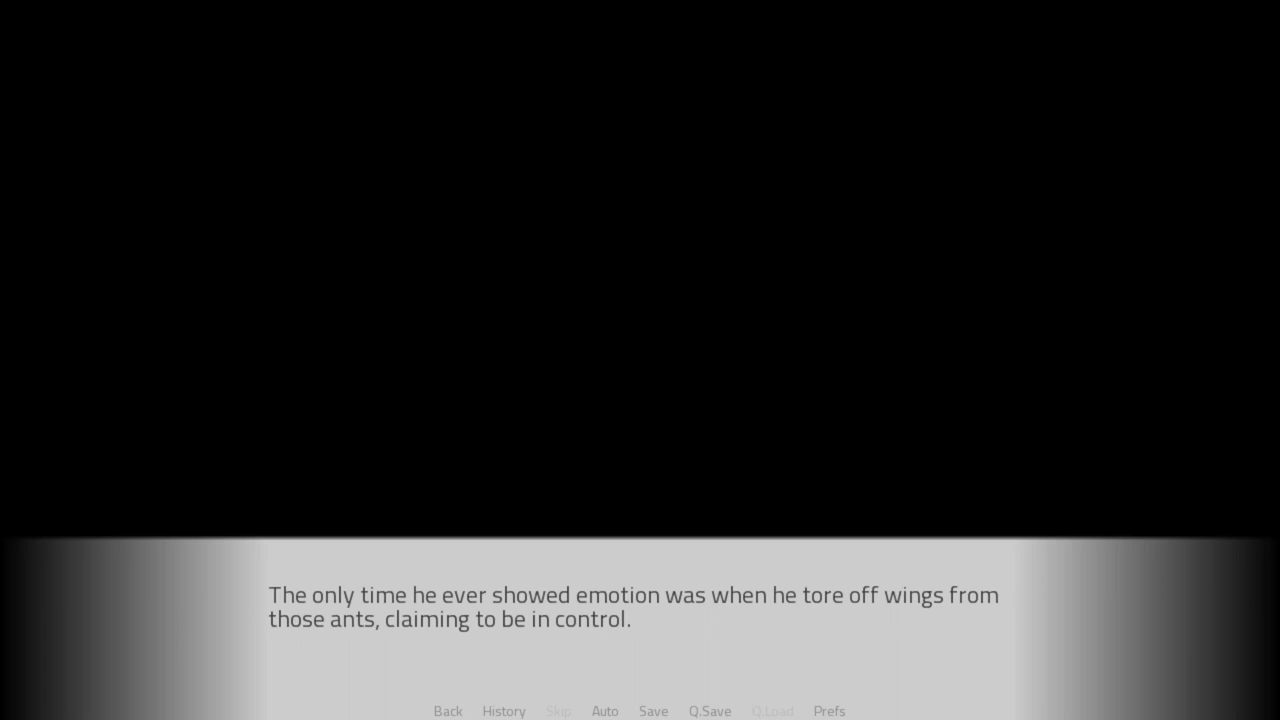 The only time he ever showed emotion was when he tore off wings from
those ants, claiming to be in control.
Back History Skip Auto Save Q.Save Q.Load Prefs